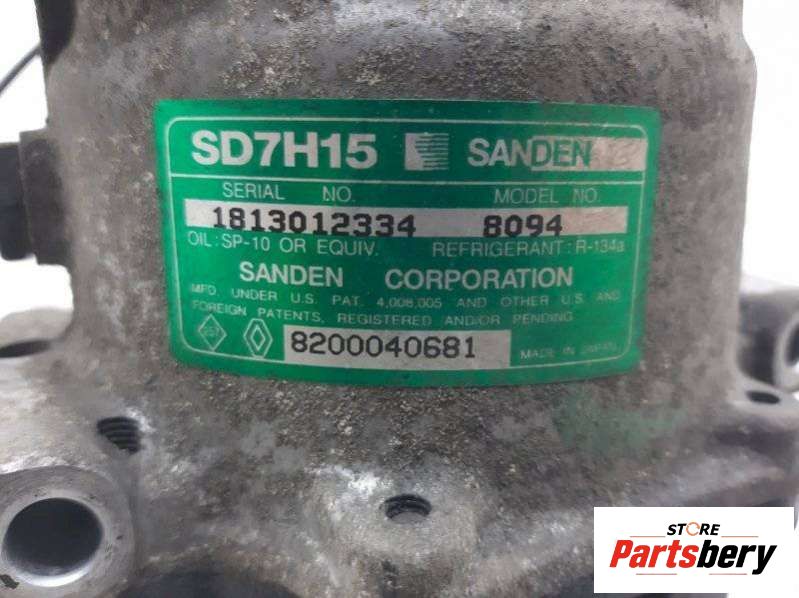 SD7H15 SANDEN
SERIAL NO. MODEL NO.
1813012334 8094
OIL: SP-10 OR EQUIV. REFRIGERANT: R-134a
SANDEN CORPORATION
MFD. UNDER U.S. PAT. 4,008,005 AND OTHER U.S. AND
FOREIGN PATENTS, REGISTERED AND/OR PENDING
8200040681 MADE IN JAPAN
STORE
Partsbery